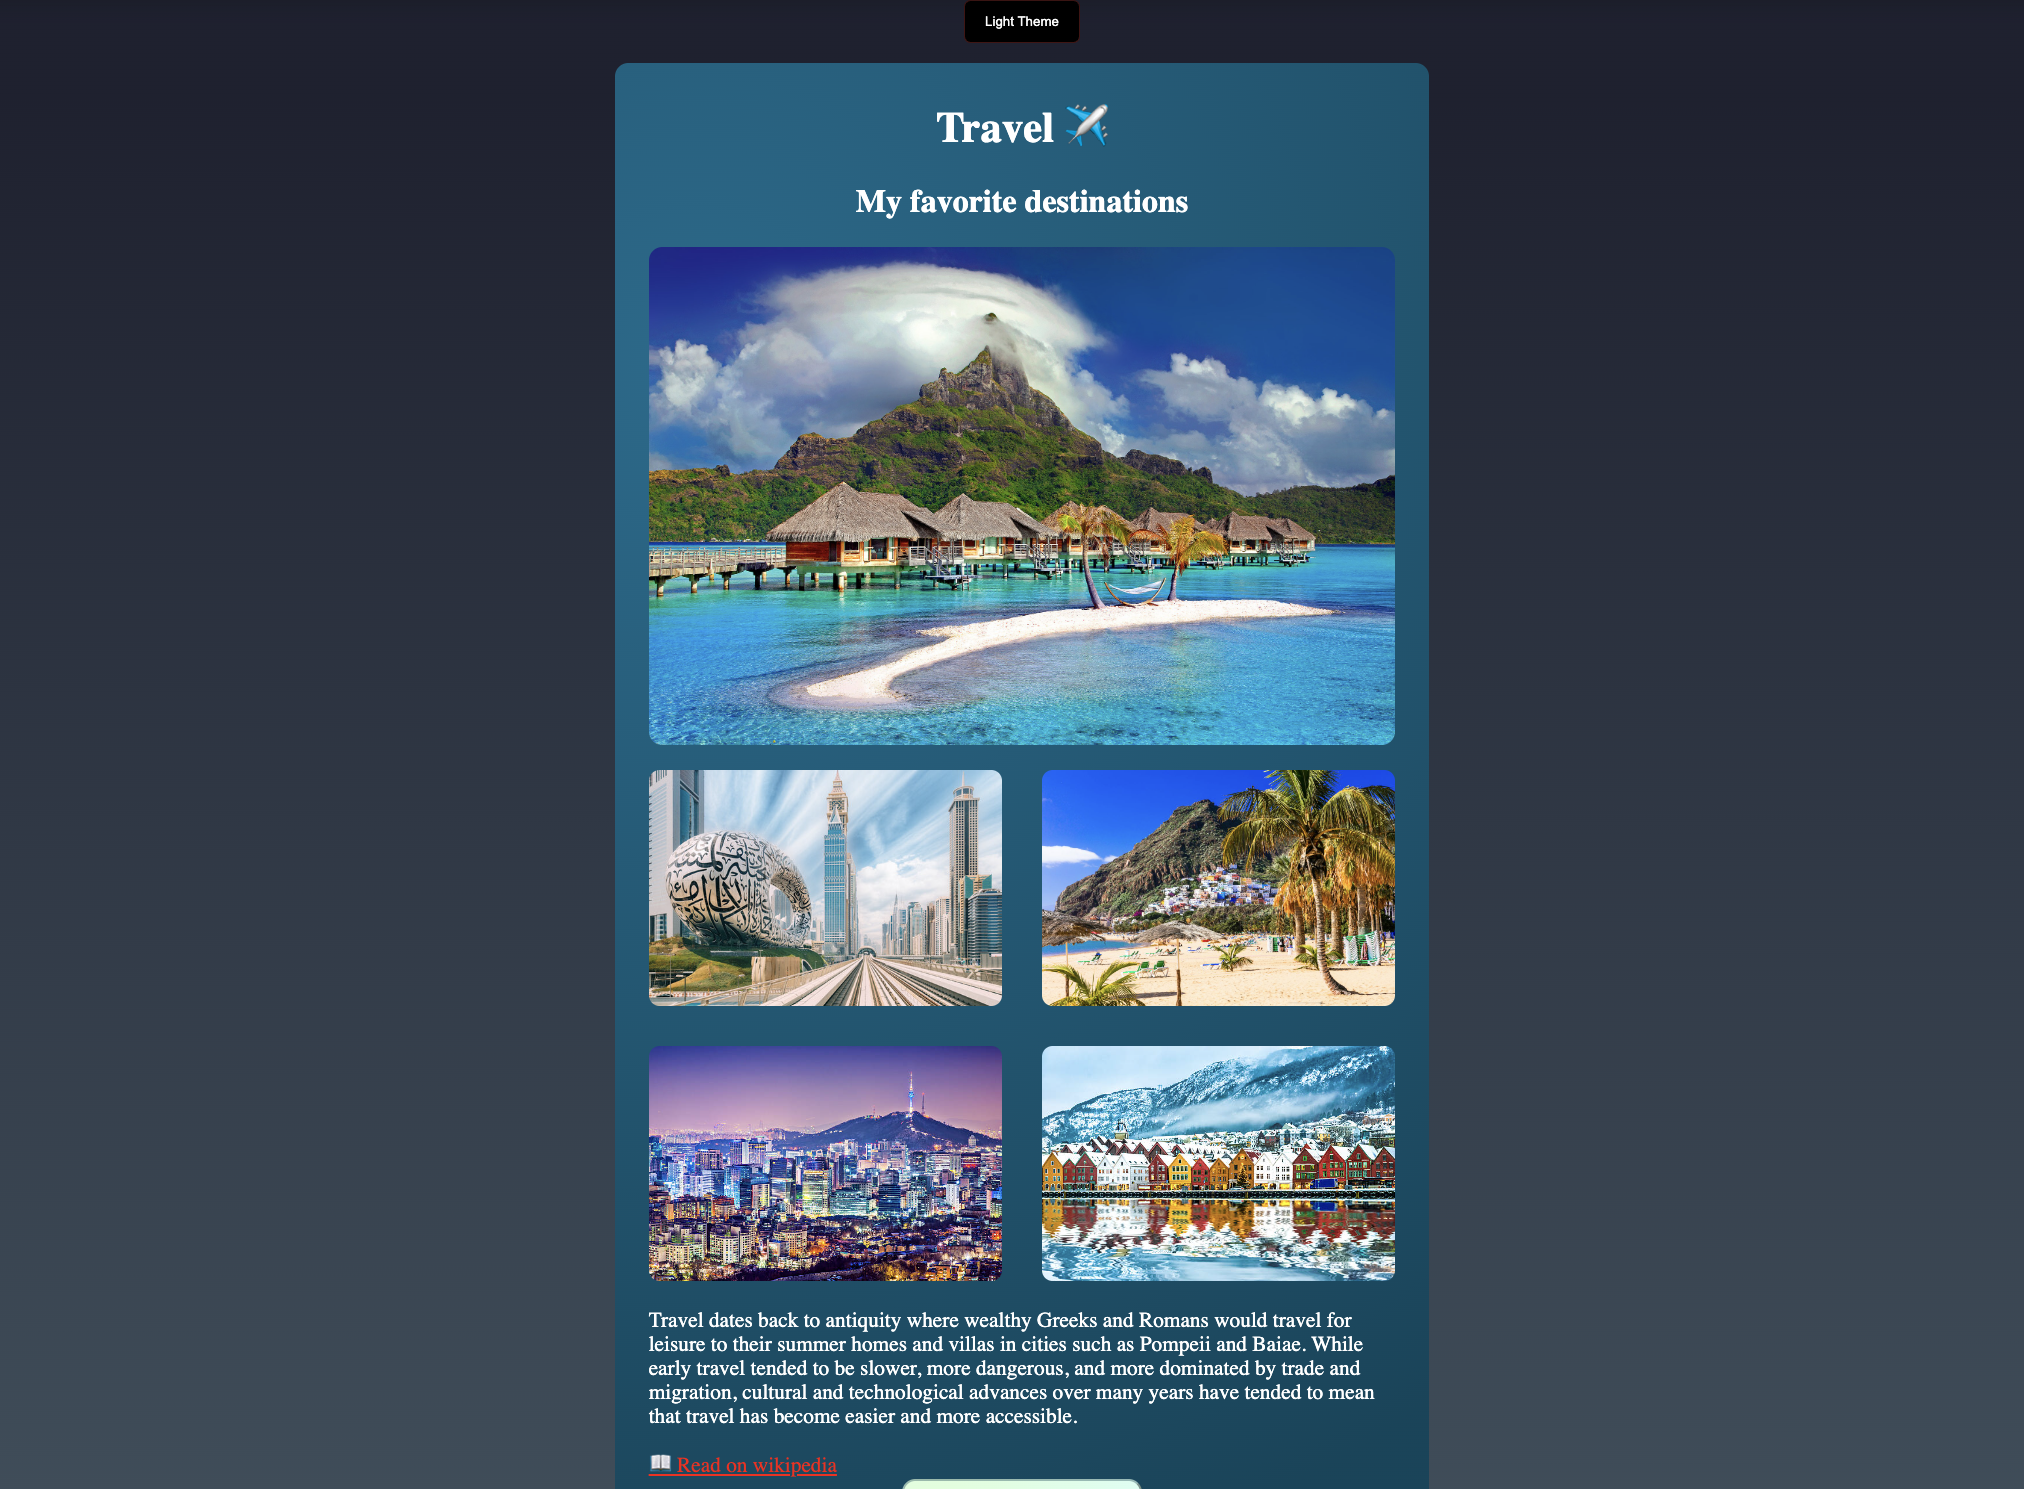 Light Theme
Travel ✈️
My favorite destinations
Travel dates back to antiquity where wealthy Greeks and Romans would travel for
leisure to their summer homes and villas in cities such as Pompeii and Baiae. While
early travel tended to be slower, more dangerous, and more dominated by trade and
migration, cultural and technological advances over many years have tended to mean
that travel has become easier and more accessible.
📖 Read on wikipedia